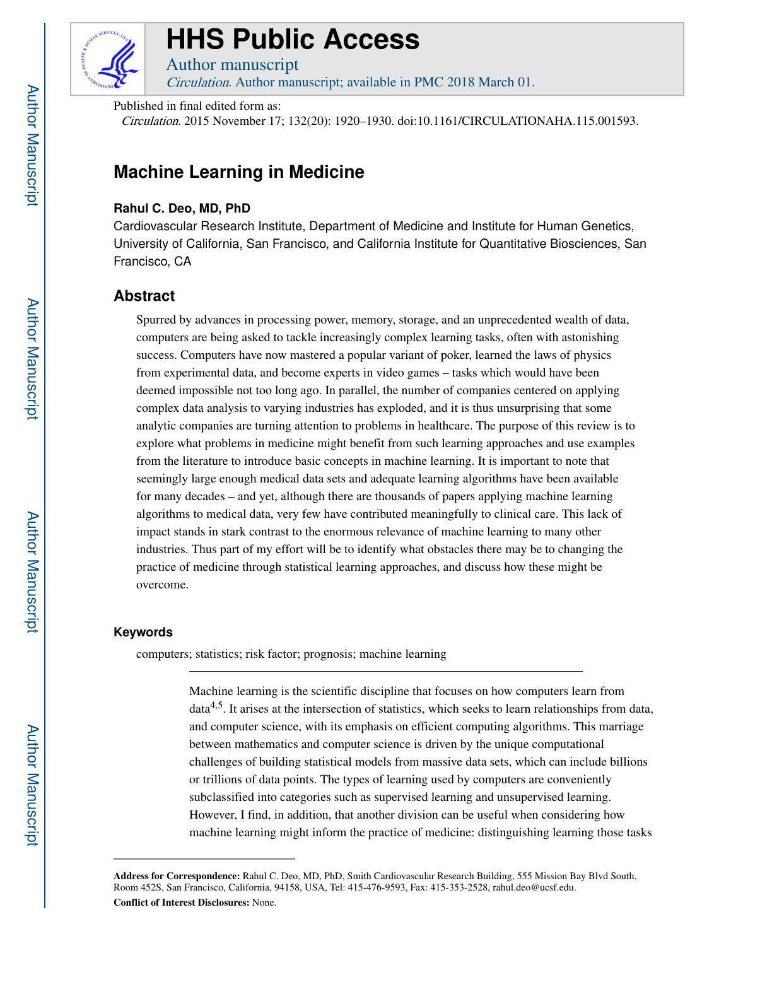 HHS Public Access
Author manuscript
Circulation. Author manuscript; available in PMC 2018 March 01.
DEPARTMENT OF HEALTH & HUMAN SERVICES·USA
Published in final edited form as:
Circulation. 2015 November 17; 132(20): 1920–1930. doi:10.1161/CIRCULATIONAHA.115.001593.
Machine Learning in Medicine
Rahul C. Deo, MD, PhD
Cardiovascular Research Institute, Department of Medicine and Institute for Human Genetics,
University of California, San Francisco, and California Institute for Quantitative Biosciences, San
Francisco, CA
Abstract
Spurred by advances in processing power, memory, storage, and an unprecedented wealth of data,
computers are being asked to tackle increasingly complex learning tasks, often with astonishing
success. Computers have now mastered a popular variant of poker, learned the laws of physics
from experimental data, and become experts in video games – tasks which would have been
deemed impossible not too long ago. In parallel, the number of companies centered on applying
complex data analysis to varying industries has exploded, and it is thus unsurprising that some
analytic companies are turning attention to problems in healthcare. The purpose of this review is to
explore what problems in medicine might benefit from such learning approaches and use examples
from the literature to introduce basic concepts in machine learning. It is important to note that
seemingly large enough medical data sets and adequate learning algorithms have been available
for many decades – and yet, although there are thousands of papers applying machine learning
algorithms to medical data, very few have contributed meaningfully to clinical care. This lack of
impact stands in stark contrast to the enormous relevance of machine learning to many other
industries. Thus part of my effort will be to identify what obstacles there may be to changing the
practice of medicine through statistical learning approaches, and discuss how these might be
overcome.
Keywords
computers; statistics; risk factor; prognosis; machine learning
Machine learning is the scientific discipline that focuses on how computers learn from
data4,5. It arises at the intersection of statistics, which seeks to learn relationships from data,
and computer science, with its emphasis on efficient computing algorithms. This marriage
between mathematics and computer science is driven by the unique computational
challenges of building statistical models from massive data sets, which can include billions
or trillions of data points. The types of learning used by computers are conveniently
subclassified into categories such as supervised learning and unsupervised learning.
However, I find, in addition, that another division can be useful when considering how
machine learning might inform the practice of medicine: distinguishing learning those tasks
Address for Correspondence: Rahul C. Deo, MD, PhD, Smith Cardiovascular Research Building, 555 Mission Bay Blvd South,
Room 452S, San Francisco, California, 94158, USA, Tel: 415-476-9593, Fax: 415-353-2528, rahul.deo@ucsf.edu.
Conflict of Interest Disclosures: None.
Author Manuscript
Author Manuscript
Author Manuscript
Author Manuscript